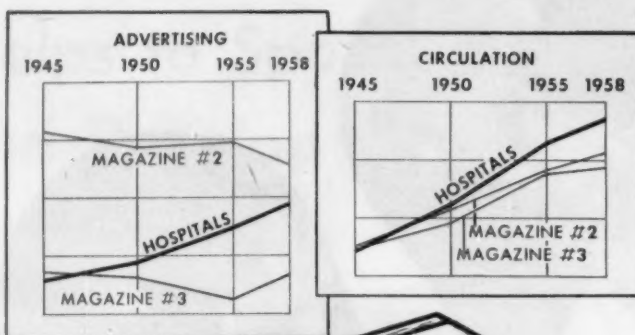 ADVERTISING
1945 1950 1955 1958
MAGAZINE #2
HOSPITALS
MAGAZINE #3
CIRCULATION
1945 1950 1955 1958
HOSPITALS
MAGAZINE #2
MAGAZINE #3